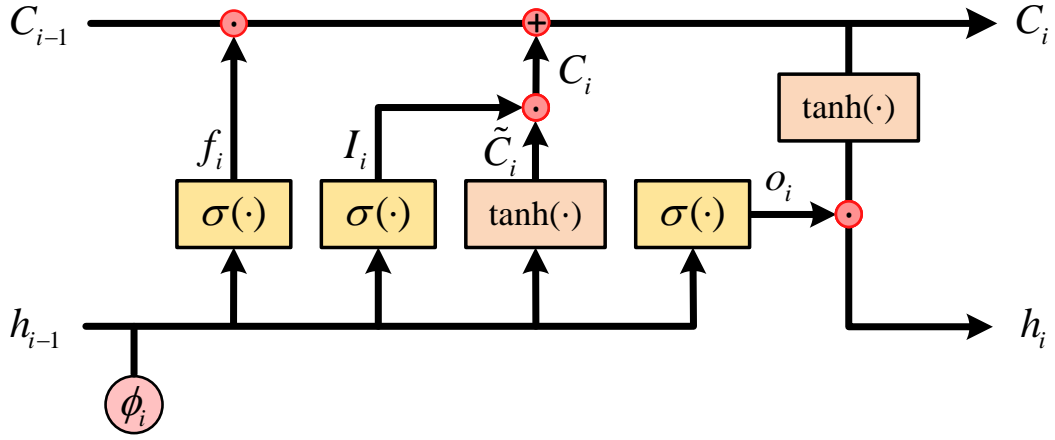 C_{i-1} · + C_i
C_i
tanh(·)
·
f_i I_i C̃_i
o_i
σ(·) σ(·) tanh(·) σ(·) ·
h_{i-1} h_i
ϕ_i